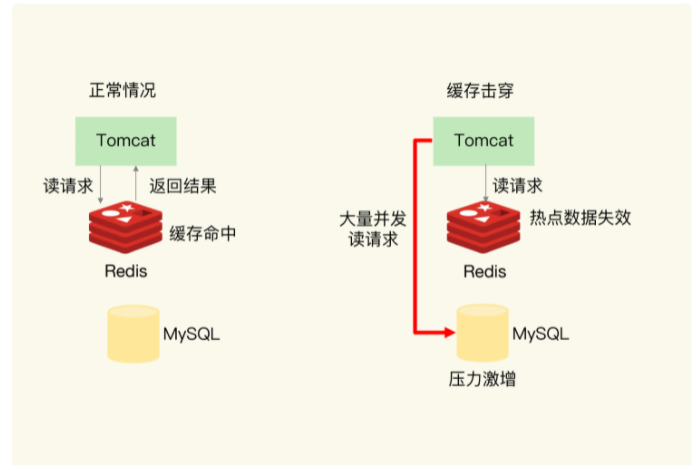 正常情况
Tomcat
读请求
返回结果
缓存命中
Redis
MySQL
缓存击穿
Tomcat
读请求
大量并发
读请求
热点数据失效
Redis
MySQL
压力激增